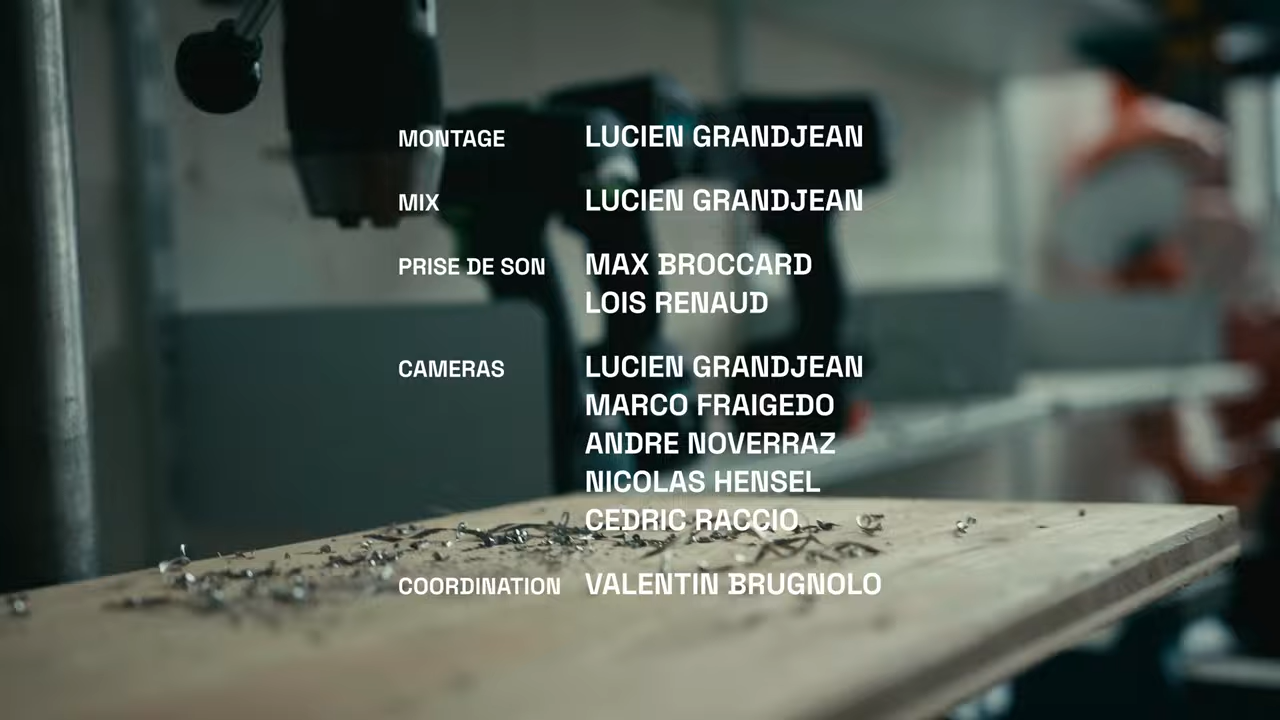 MONTAGE LUCIEN GRANDJEAN
MIX LUCIEN GRANDJEAN
PRISE DE SON MAX BROCCARD
LOIS RENAUD
CAMERAS LUCIEN GRANDJEAN
MARCO FRAIGEDO
ANDRE NOVERRAZ
NICOLAS HENSEL
CEDRIC RACCIO
COORDINATION VALENTIN BRUGNOLO